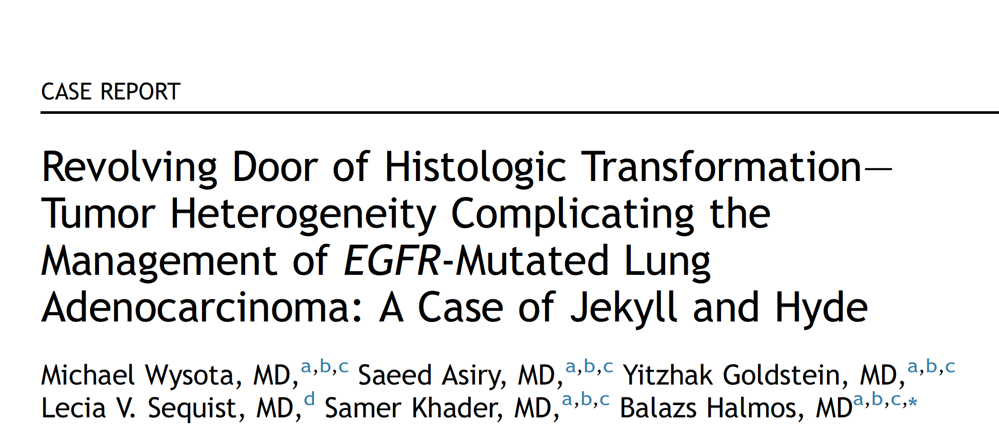 CASE REPORT
Revolving Door of Histologic Transformation—
Tumor Heterogeneity Complicating the
Management of EGFR-Mutated Lung
Adenocarcinoma: A Case of Jekyll and Hyde
Michael Wysota, MD,a,b,c Saeed Asiry, MD,a,b,c Yitzhak Goldstein, MD,a,b,c
Lecia V. Sequist, MD,d Samer Khader, MD,a,b,c Balazs Halmos, MDa,b,c,*